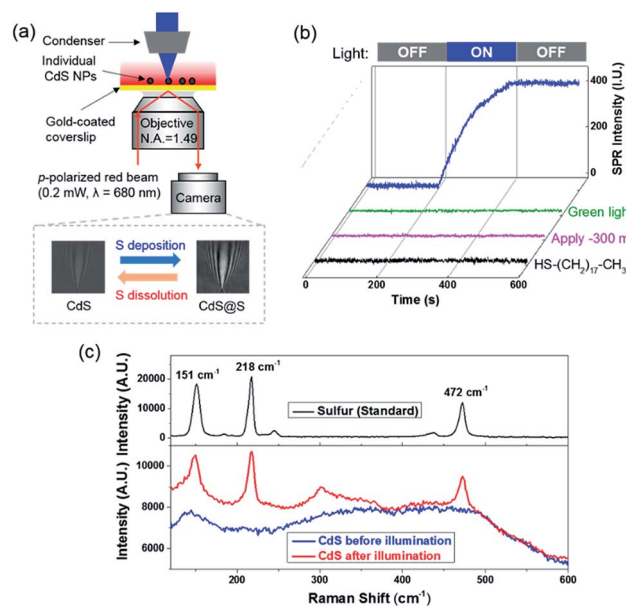 (a)
Condenser
Individual
CdS NPs
Gold-coated
coverslip
Objective
N.A.=1.49
p-polarized red beam
(0.2 mW, λ = 680 nm)
Camera
S deposition
S dissolution
CdS
CdS@S
(b)
Light: OFF ON OFF
SPR Intensity (I.U.)
400
200
0
Green light
Apply -300 m
HS-(CH2)17-CH3
0 200 400 600
Time (s)
(c)
Intensity (A.U.)
20000
10000
0
151 cm-1
218 cm-1
472 cm-1
Sulfur (Standard)
Intensity (A.U.)
10000
8000
6000
CdS before illumination
CdS after illumination
200 300 400 500 600
Raman Shift (cm-1)